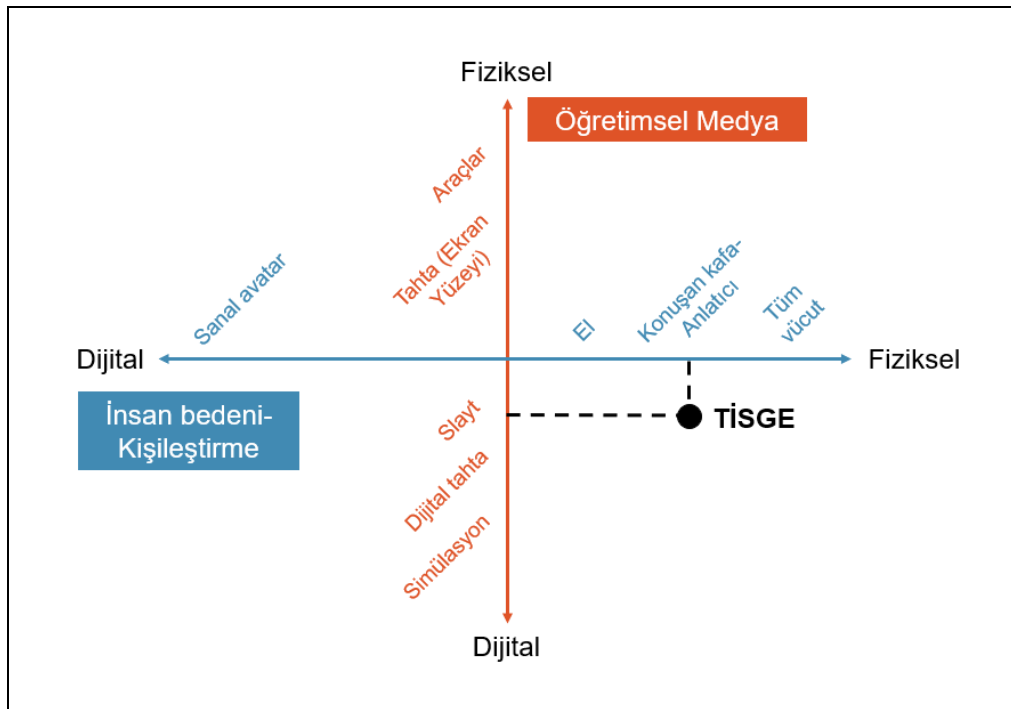 Fiziksel
Öğretimsel Medya
Araçlar
Tahta (Ekran
Yüzeyi)
Sanal avatar
El
Konuşan kafa-
Anlatıcı
Tüm
vücut
Dijital
Fiziksel
İnsan bedeni-
Kişileştirme
Slayt
TİSGE
Dijital tahta
Simülasyon
Dijital